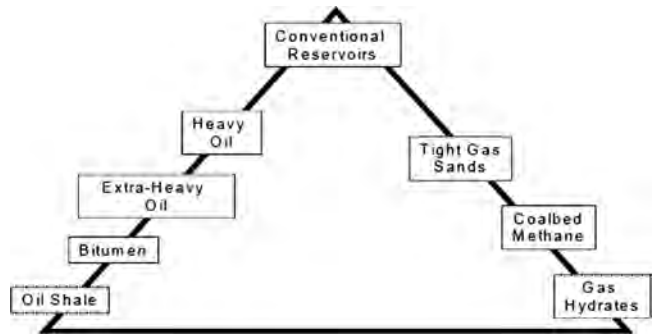 Conventional
Reservoirs
Heavy
Oil
Tight Gas
Sands
Extra-Heavy
Oil
Coalbed
Methane
Bitumen
Oil Shale
Gas
Hydrates